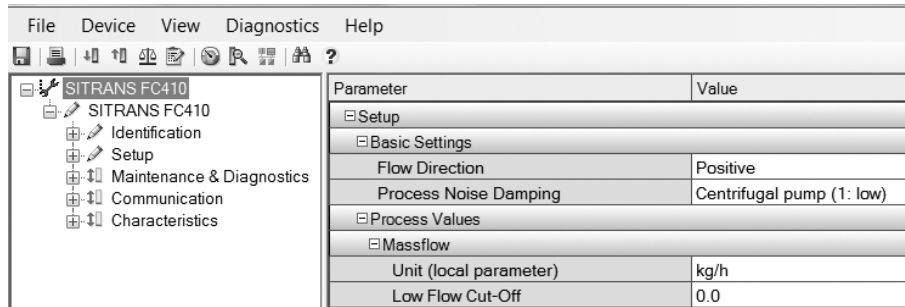 File Device View Diagnostics Help
?
SITRANS FC410
SITRANS FC410
Identification
Setup
Maintenance & Diagnostics
Communication
Characteristics
Parameter Value
Setup
Basic Settings
Flow Direction Positive
Process Noise Damping Centrifugal pump (1: low)
Process Values
Massflow
Unit (local parameter) kg/h
Low Flow Cut-Off 0.0